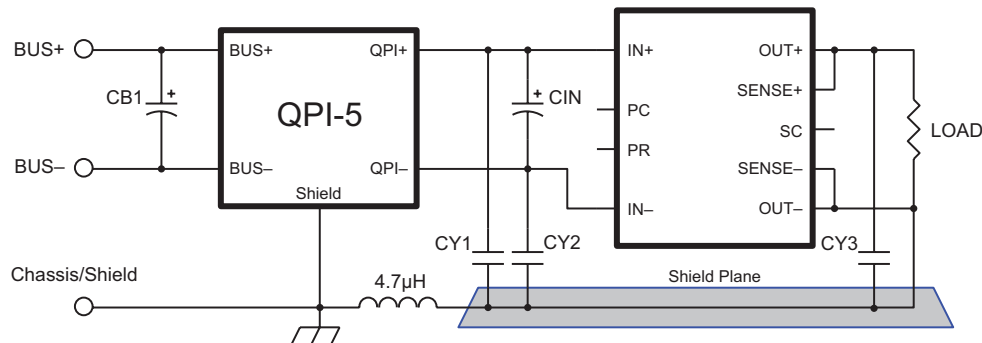 BUS+
BUS+
QPI+
IN+
OUT+
CB1
+
QPI-5
+
CIN
PC
SENSE+
SC
LOAD
PR
BUS–
BUS–
QPI–
SENSE–
Shield
IN–
OUT–
CY1
CY2
CY3
Chassis/Shield
4.7µH
Shield Plane